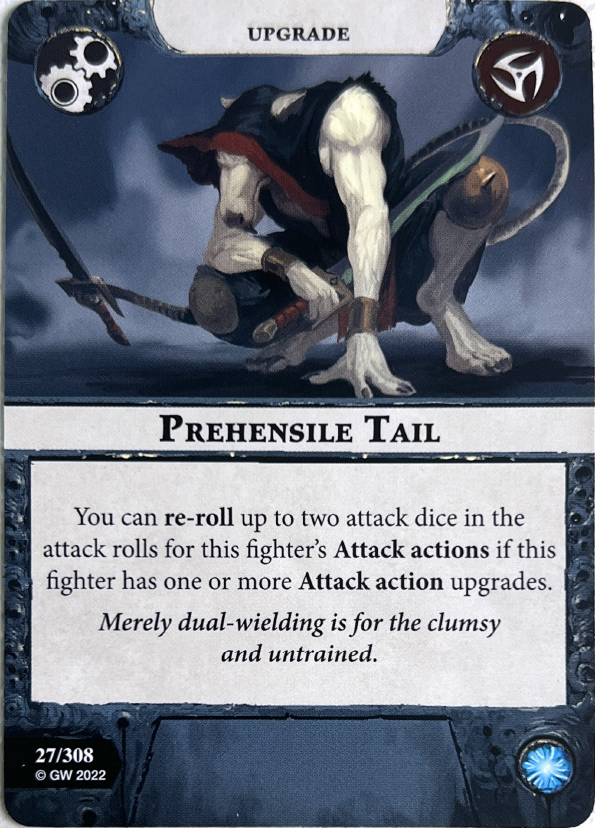 UPGRADE
PREHENSILE TAIL
You can re-roll up to two attack dice in the
attack rolls for this fighter's Attack actions if this
fighter has one or more Attack action upgrades.
Merely dual-wielding is for the clumsy
and untrained.
27/308
© GW 2022